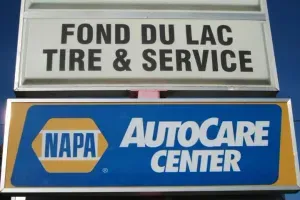 FOND DU LAC
TIRE & SERVICE
NAPA
AUTOCARE
CENTER